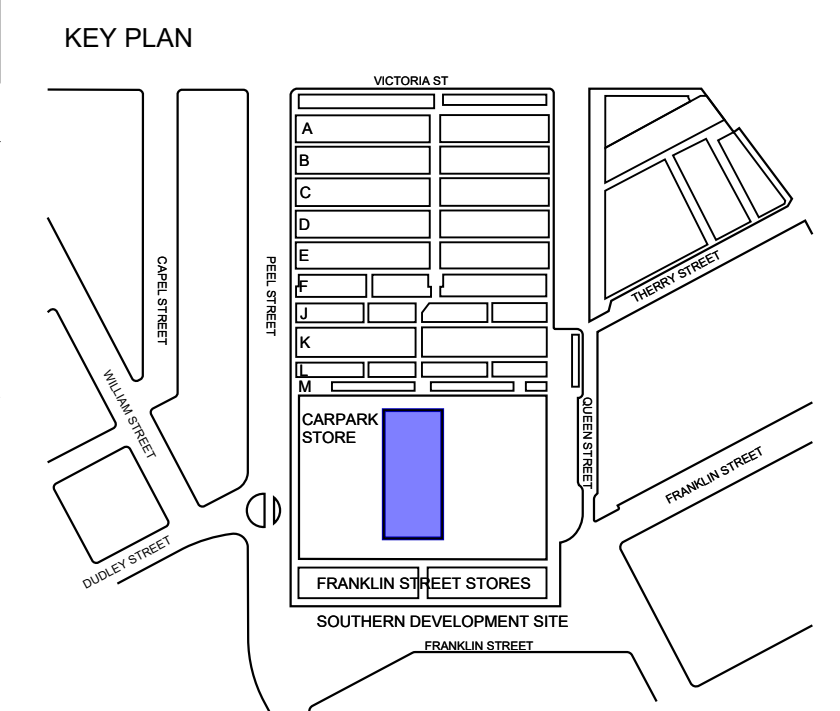 KEY PLAN
VICTORIA ST
A
B
C
D
E
F
J
K
L
M
CAPEL STREET
PEEL STREET
THERRY STREET
WILLIAM STREET
QUEEN STREET
CARPARK
STORE
FRANKLIN STREET
DUDLEY STREET
FRANKLIN STREET STORES
SOUTHERN DEVELOPMENT SITE
FRANKLIN STREET